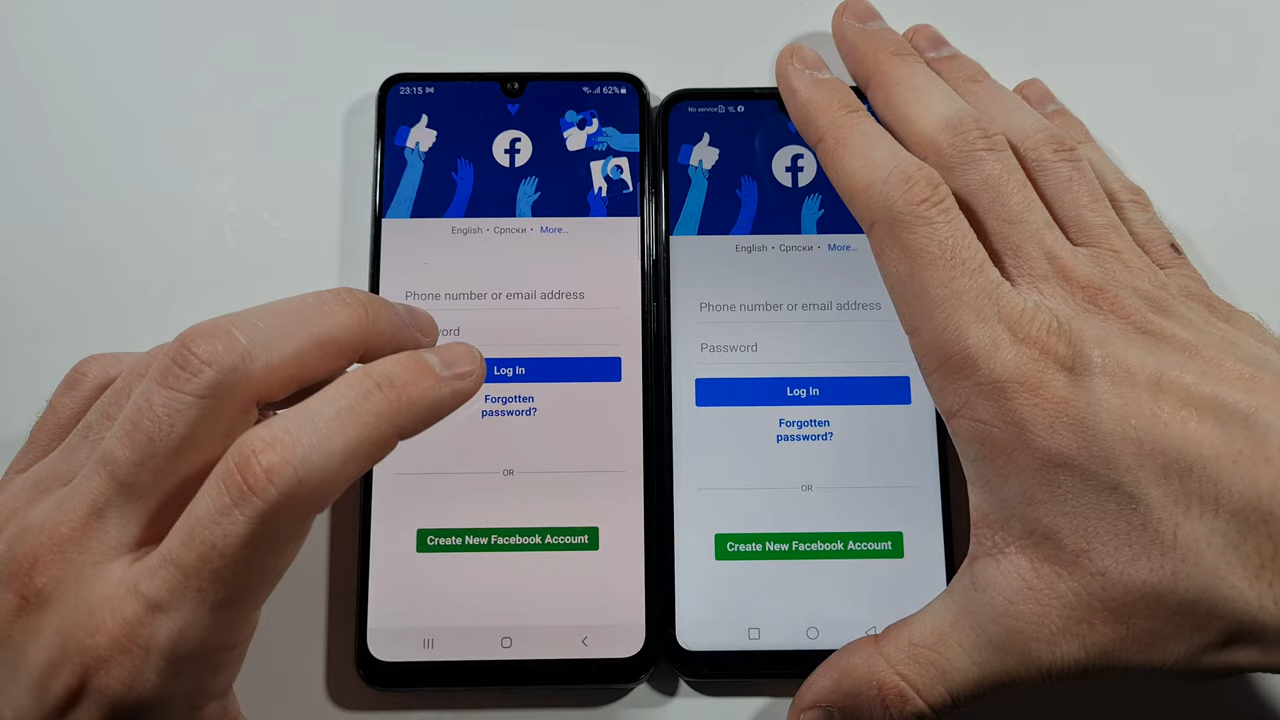 23:15
62%
English • Српски • More...
Phone number or email address
word
Log In
Forgotten
password?
OR
Create New Facebook Account
No service
English • Српски • More...
Phone number or email address
Password
Log In
Forgotten
password?
OR
Create New Facebook Account